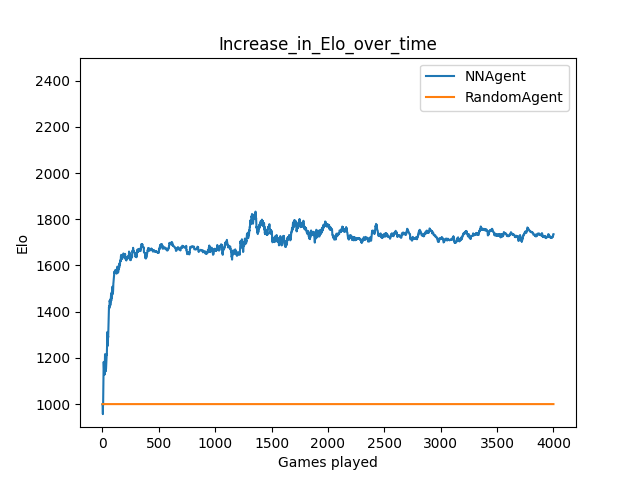 Increase_in_Elo_over_time
NNAgent
RandomAgent
2400
2200
2000
1800
1600
1400
1200
1000
Elo
0 500 1000 1500 2000 2500 3000 3500 4000
Games played